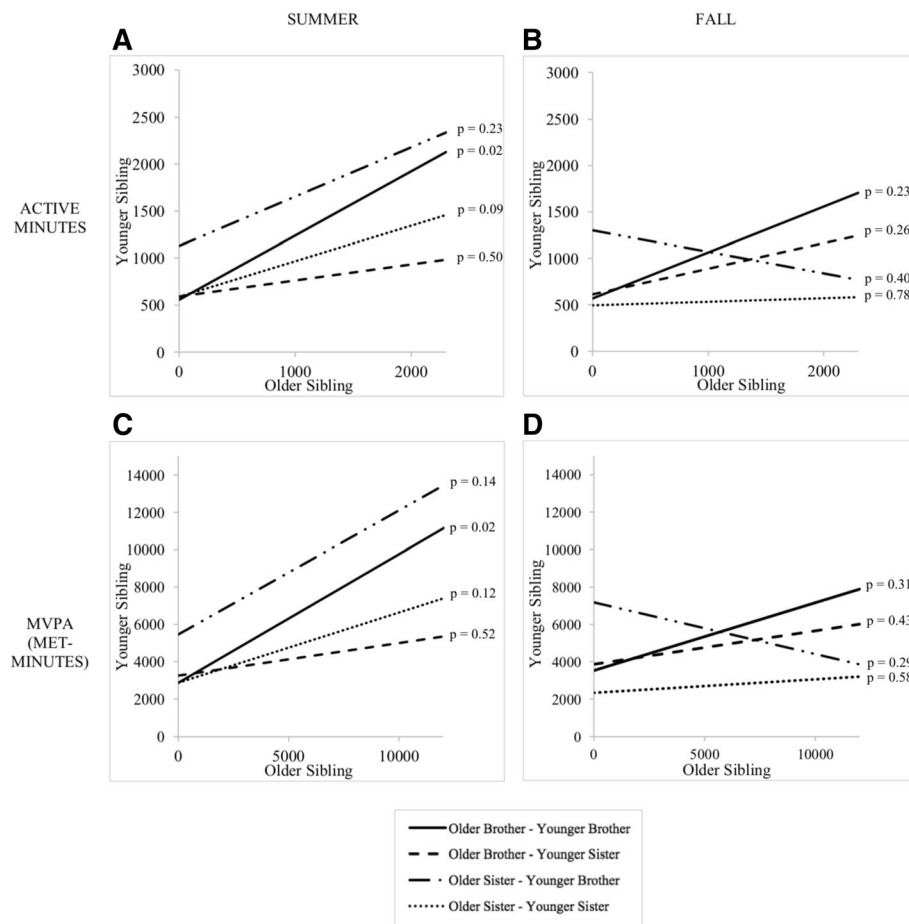 SUMMER
FALL
A
B
ACTIVE
MINUTES
Younger Sibling
3000
2500
2000
1500
1000
500
0
p = 0.23
p = 0.02
p = 0.09
p = 0.50
0
1000
2000
Older Sibling
Younger Sibling
3000
2500
2000
1500
1000
500
0
p = 0.23
p = 0.26
p = 0.40
p = 0.78
0
1000
2000
Older Sibling
C
D
MVPA
(MET-
MINUTES)
Younger Sibling
14000
12000
10000
8000
6000
4000
2000
0
p = 0.14
p = 0.02
p = 0.12
p = 0.52
0
5000
10000
Older Sibling
Younger Sibling
14000
12000
10000
8000
6000
4000
2000
0
p = 0.31
p = 0.43
p = 0.29
p = 0.58
0
5000
10000
Older Sibling
Older Brother - Younger Brother
Older Brother - Younger Sister
Older Sister - Younger Brother
Older Sister - Younger Sister